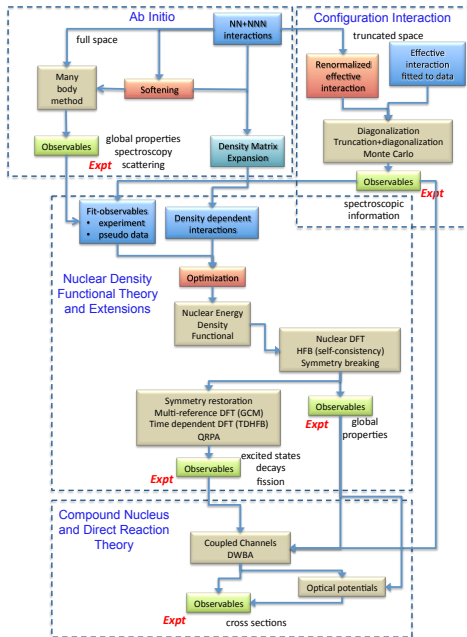 Ab Initio
NN+NNN
interactions
full space
Many
body
method
Softening
Observables
Expt
global properties
spectroscopy
scattering
Density Matrix
Expansion
Configuration Interaction
truncated space
Renormalized
effective
interaction
Effective
interaction
fitted to data
Diagonalization
Truncation+diagonalization
Monte Carlo
Observables
Expt
spectroscopic
information
Fit-observables
• experiment
• pseudo data
Density dependent
interactions
Nuclear Density
Functional Theory
and Extensions
Optimization
Nuclear Energy
Density
Functional
Nuclear DFT
HFB (self-consistency)
Symmetry breaking
Symmetry restoration
Multi-reference DFT (GCM)
Time dependent DFT (TDHFB)
QRPA
Observables
Expt
global
properties
Observables
Expt
excited states
decays
fission
Compound Nucleus
and Direct Reaction
Theory
Coupled Channels
DWBA
Optical potentials
Observables
Expt
cross sections